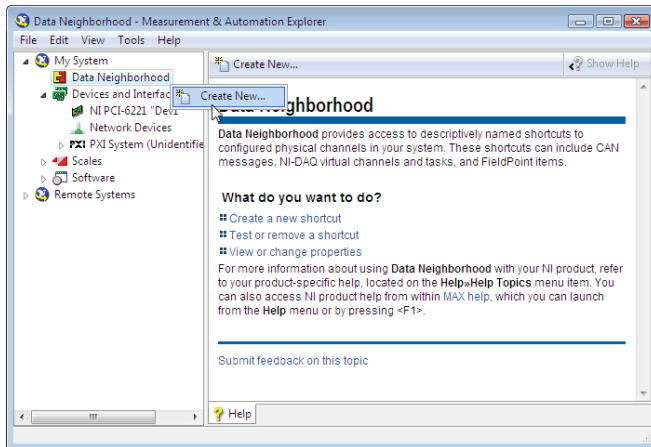 Data Neighborhood - Measurement & Automation Explorer
File Edit View Tools Help
My System
Data Neighborhood
Devices and Interfac
NI PCI-6221 "Dev1
Network Devices
PXI PXI System (Unidentifie
Scales
Software
Remote Systems
Create New...
Show Help
Create New...
Data Neighborhood
Data Neighborhood provides access to descriptively named shortcuts to
configured physical channels in your system. These shortcuts can include CAN
messages, NI-DAQ virtual channels and tasks, and FieldPoint items.
What do you want to do?
Create a new shortcut
Test or remove a shortcut
View or change properties
For more information about using Data Neighborhood with your NI product, refer
to your product-specific help, located on the Help»Help Topics menu item. You
can also access NI product help from within MAX help, which you can launch
from the Help menu or by pressing <F1>.
Submit feedback on this topic
Help